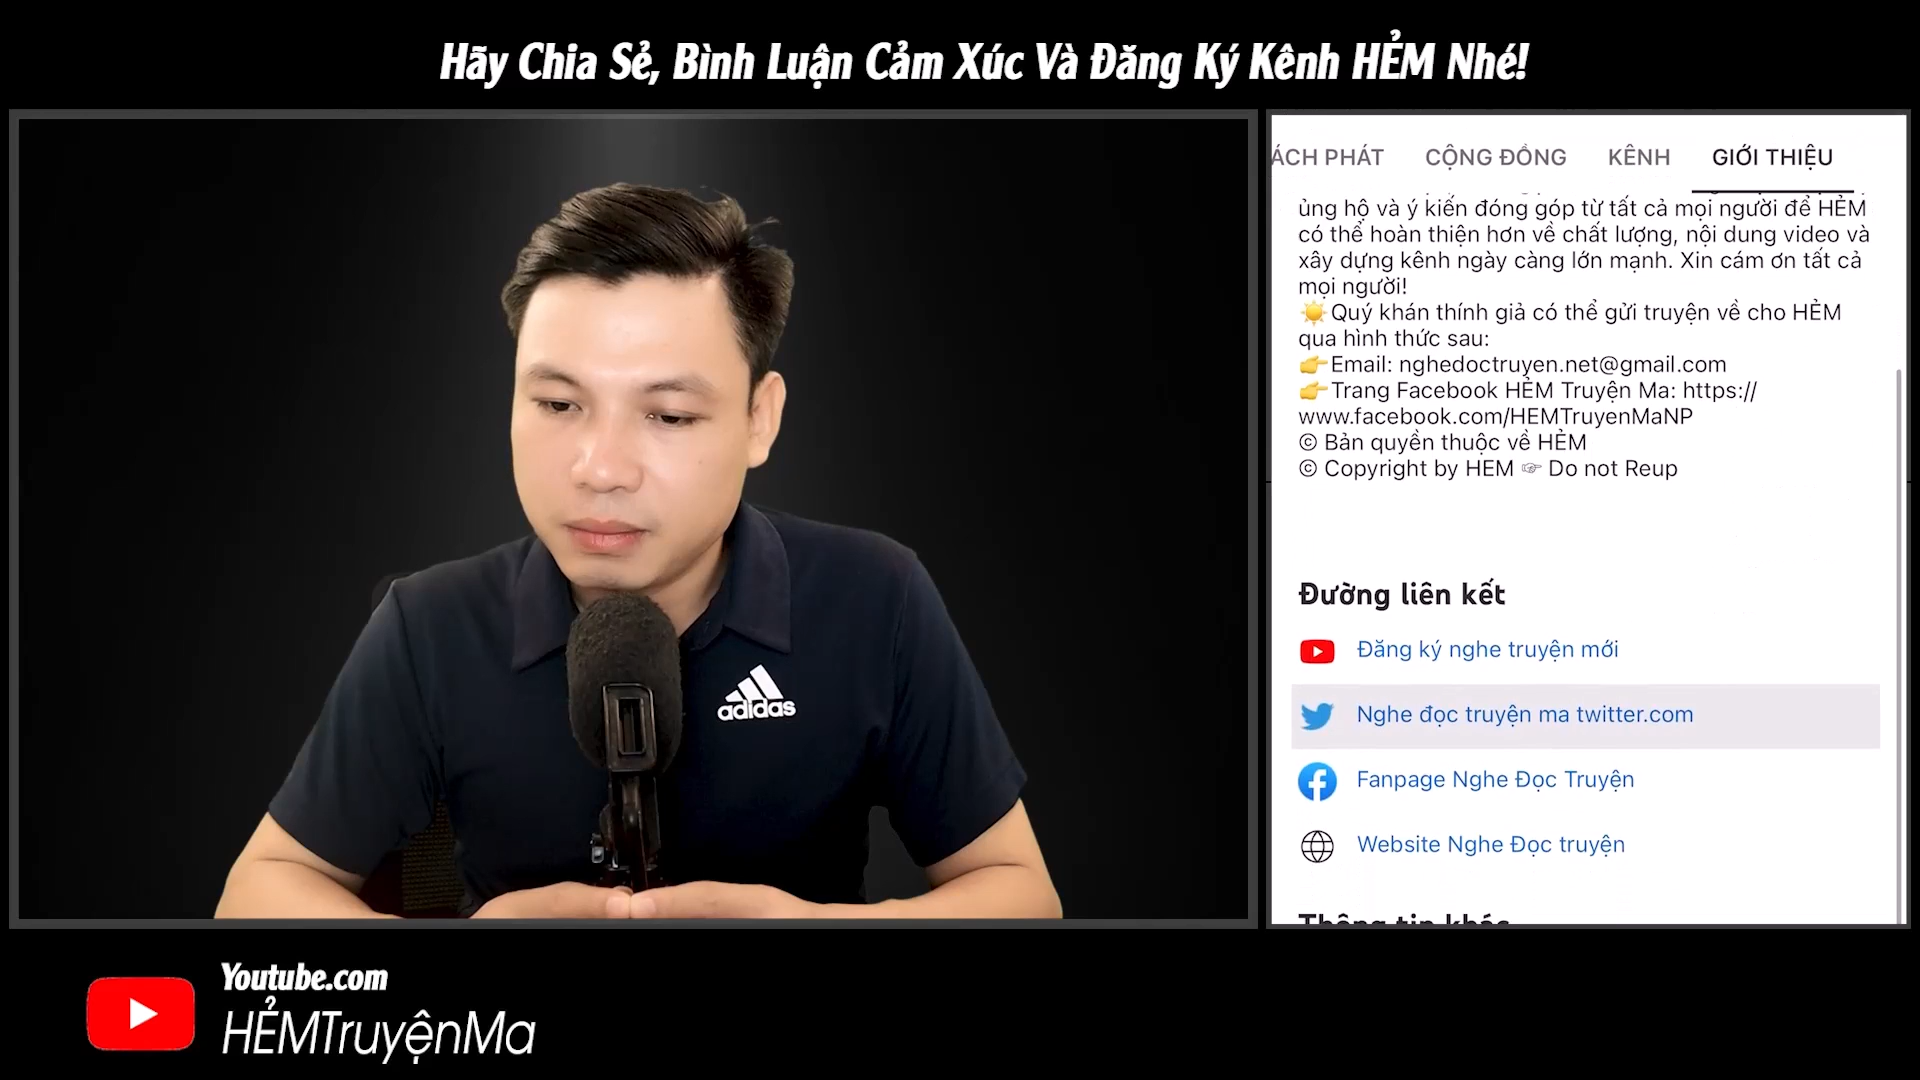 Hãy Chia Sẻ, Bình Luận Cảm Xúc Và Đăng Ký Kênh HẺM Nhé!
adidas
ÁCH PHÁT CỘNG ĐỒNG KÊNH GIỚI THIỆU
ủng hộ và ý kiến đóng góp từ tất cả mọi người để HẺM
có thể hoàn thiện hơn về chất lượng, nội dung video và
xây dựng kênh ngày càng lớn mạnh. Xin cám ơn tất cả
mọi người!
☀️Quý khán thính giả có thể gửi truyện về cho HẺM
qua hình thức sau:
👉Email: nghedoctruyen.net@gmail.com
👉Trang Facebook HẺM Truyện Ma: https://
www.facebook.com/HEMTruyenMaNP
© Bản quyền thuộc về HẺM
© Copyright by HEM ☞ Do not Reup
Đường liên kết
Đăng ký nghe truyện mới
Nghe đọc truyện ma twitter.com
Fanpage Nghe Đọc Truyện
Website Nghe Đọc truyện
Thông tin khác
Youtube.com
HẺMTruyệnMa